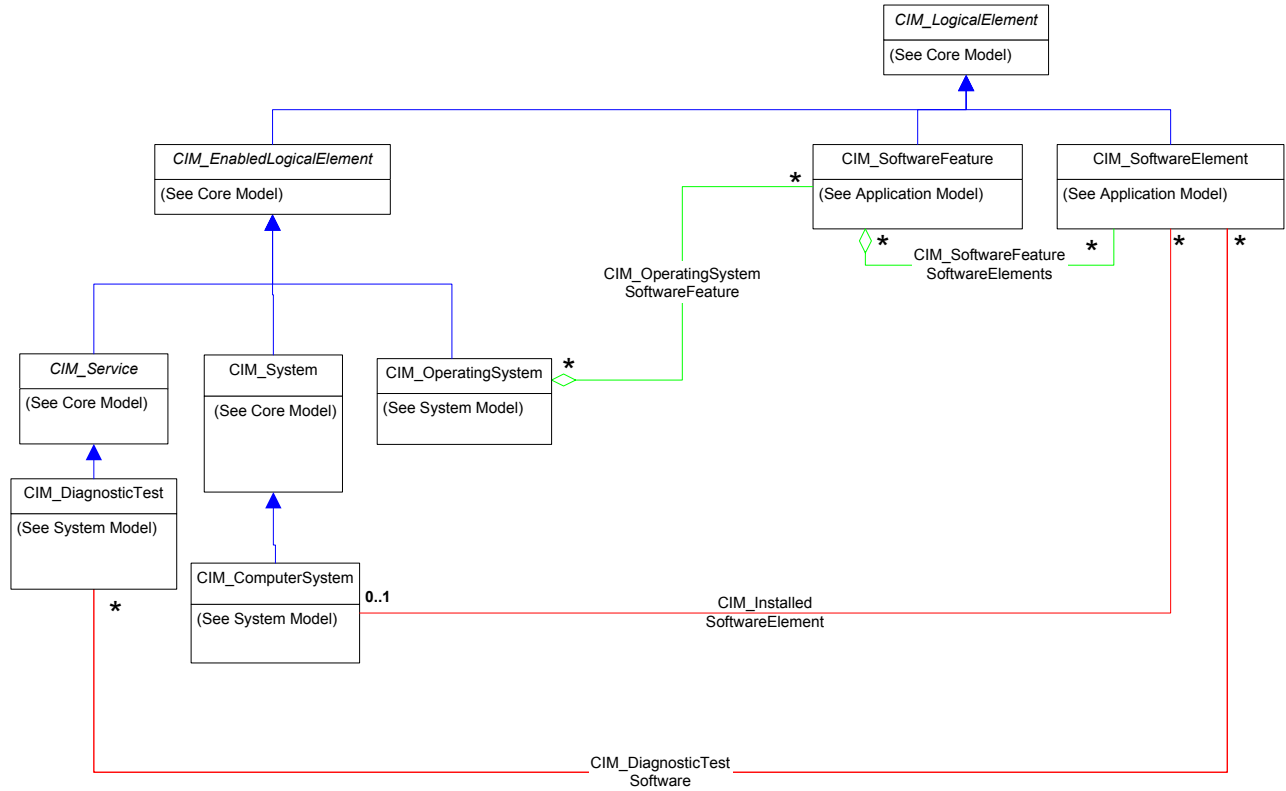 CIM_LogicalElement
(See Core Model)
CIM_EnabledLogicalElement
(See Core Model)
CIM_SoftwareFeature
(See Application Model)
CIM_SoftwareElement
(See Application Model)
*
*
*
*
*
CIM_SoftwareFeature
SoftwareElements
CIM_OperatingSystem
SoftwareFeature
CIM_Service
(See Core Model)
CIM_System
(See Core Model)
CIM_OperatingSystem
(See System Model)
*
CIM_DiagnosticTest
(See System Model)
*
CIM_ComputerSystem
(See System Model)
0..1
CIM_Installed
SoftwareElement
CIM_DiagnosticTest
Software